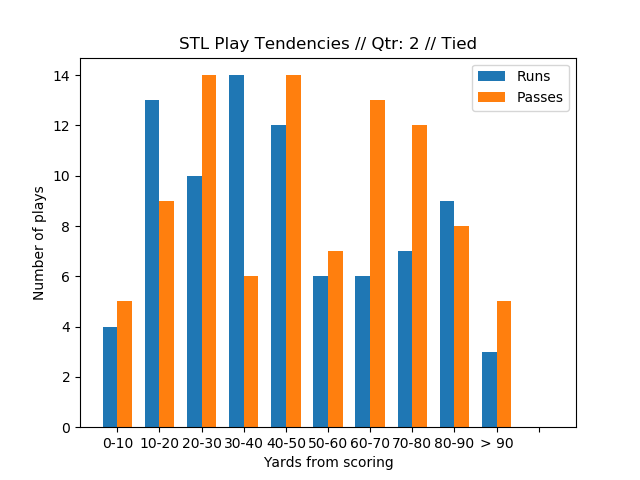 STL Play Tendencies // Qtr: 2 // Tied
Runs
Passes
Number of plays
14
12
10
8
6
4
2
0
0-10 10-20 20-30 30-40 40-50 50-60 60-70 70-80 80-90 > 90
Yards from scoring